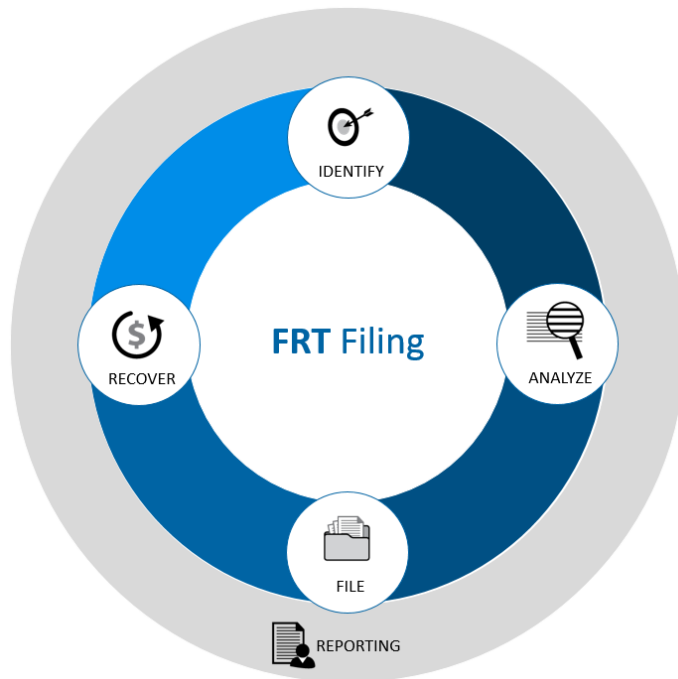 IDENTIFY
RECOVER
FRT Filing
ANALYZE
FILE
REPORTING